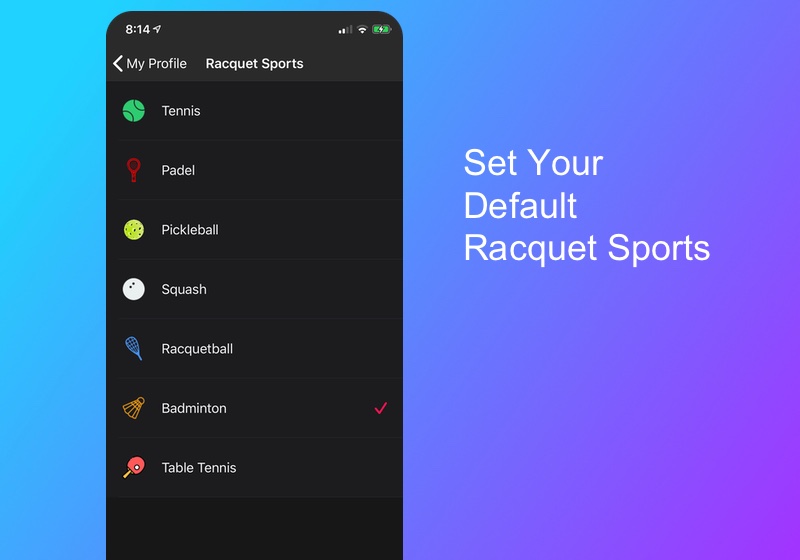 8:14
My Profile Racquet Sports
Tennis
Padel
Pickleball
Squash
Racquetball
Badminton
Table Tennis
Set Your
Default
Racquet Sports